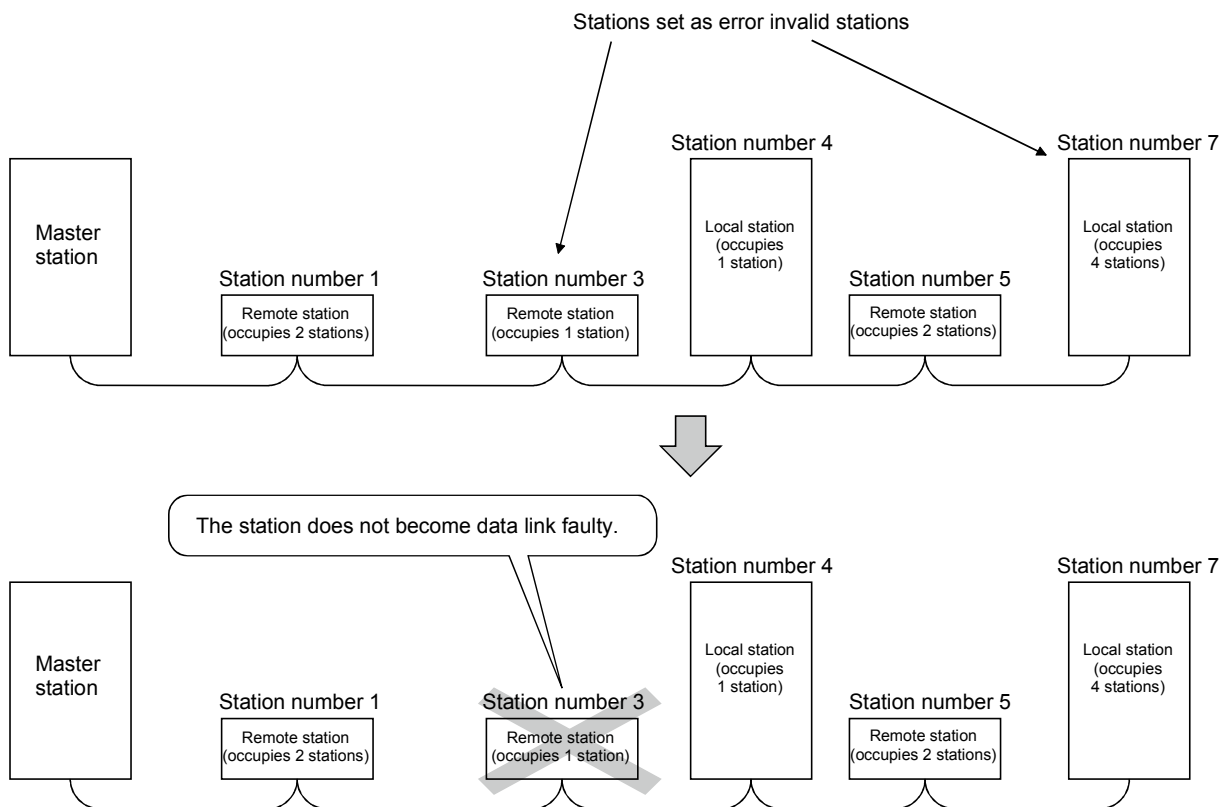 Stations set as error invalid stations
Station number 4
Station number 7
Master
station
Local station
(occupies
1 station)
Local station
(occupies
4 stations)
Station number 1
Station number 3
Station number 5
Remote station
(occupies 2 stations)
Remote station
(occupies 1 station)
Remote station
(occupies 2 stations)
The station does not become data link faulty.
Station number 4
Station number 7
Master
station
Local station
(occupies
1 station)
Local station
(occupies
4 stations)
Station number 1
Station number 3
Station number 5
Remote station
(occupies 2 stations)
Remote station
(occupies 1 station)
Remote station
(occupies 2 stations)